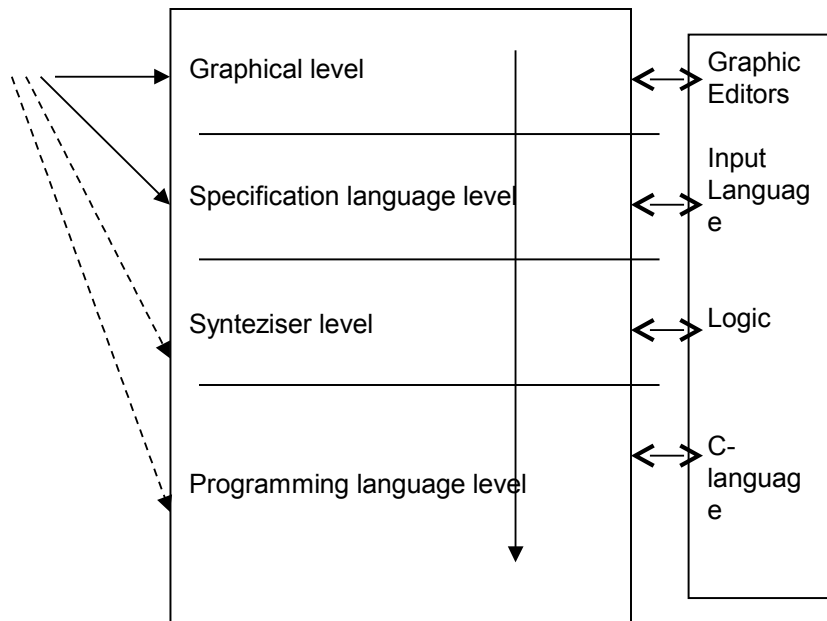 Graphical level
Graphic
Editors
Specification language level
Input
Languag
e
Synteziser level
Logic
Programming language level
C-
languag
e